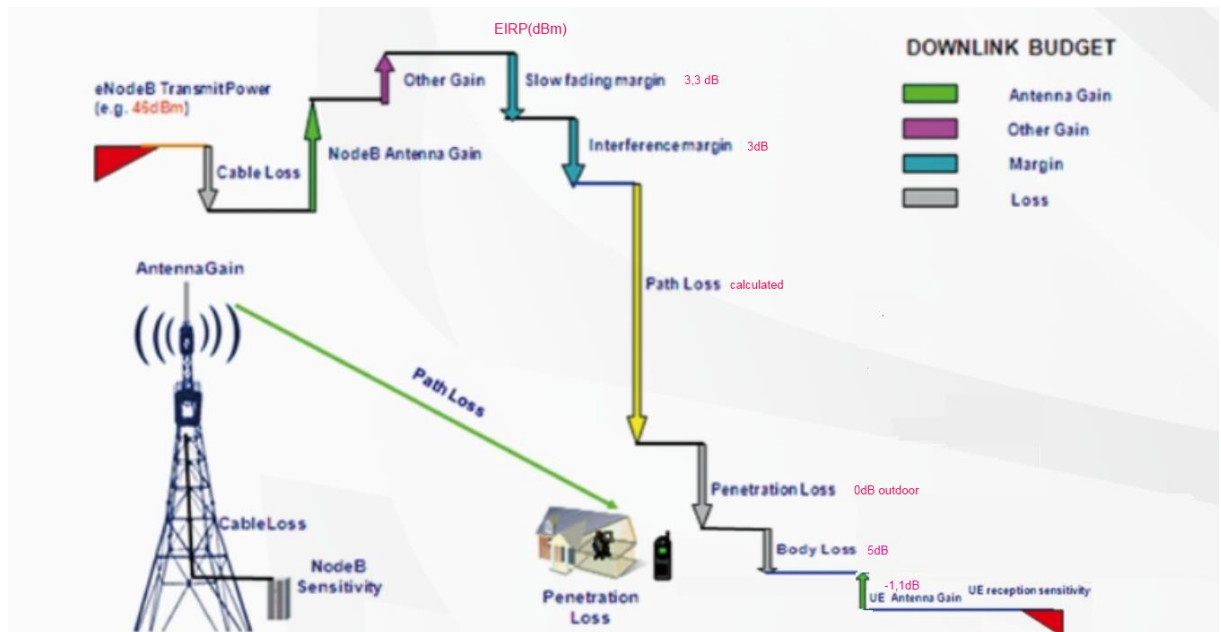 EIRP(dBm)
DOWNLINK BUDGET
eNodeB Transmit Power
(e.g. 46dBm)
Other Gain
Slow fading margin 3,3 dB
Antenna Gain
Other Gain
Margin
Loss
Cable Loss
NodeB Antenna Gain
Interference margin 3dB
AntennaGain
Path Loss calculated
Path Loss
Penetration Loss 0dB outdoor
CableLoss
NodeB
Sensitivity
Body Loss 5dB
-1,1dB
UE Antenna Gain UE reception sensitivity
Penetration
Loss